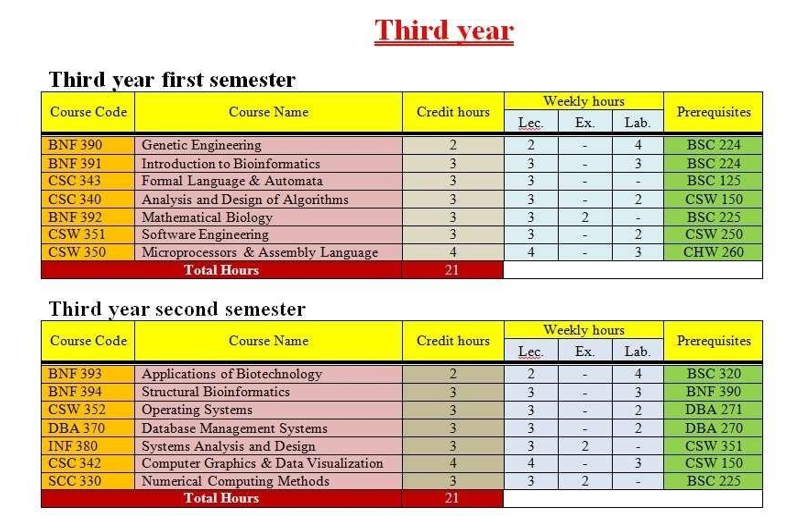 Third year
Third year first semester
Course Code Course Name Credit hours Weekly hours Prerequisites
Lec. Ex. Lab.
BNF 390 Genetic Engineering 2 2 - 4 BSC 224
BNF 391 Introduction to Bioinformatics 3 3 - 3 BSC 224
CSC 343 Formal Language & Automata 3 3 - - BSC 125
CSC 340 Analysis and Design of Algorithms 3 3 - 2 CSW 150
BNF 392 Mathematical Biology 3 3 2 - BSC 225
CSW 351 Software Engineering 3 3 - 2 CSW 250
CSW 350 Microprocessors & Assembly Language 4 4 - 3 CHW 260
Total Hours 21
Third year second semester
Course Code Course Name Credit hours Weekly hours Prerequisites
Lec. Ex. Lab.
BNF 393 Applications of Biotechnology 2 2 - 4 BSC 320
BNF 394 Structural Bioinformatics 3 3 - 3 BNF 390
CSW 352 Operating Systems 3 3 - 2 DBA 271
DBA 370 Database Management Systems 3 3 - 2 DBA 270
INF 380 Systems Analysis and Design 3 3 2 - CSW 351
CSC 342 Computer Graphics & Data Visualization 4 4 - 3 CSW 150
SCC 330 Numerical Computing Methods 3 3 2 - BSC 225
Total Hours 21